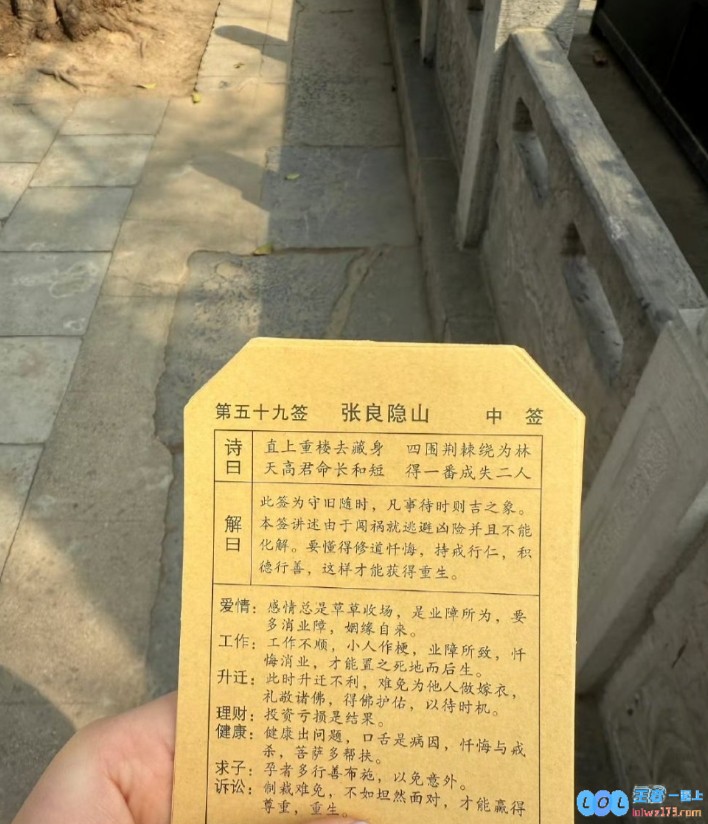 第五十九签 张良隐山 中 签
诗曰
直上重楼去藏身 四围荆棘绕为林
天高君命长和短 得一番成失二人
解曰
此签为守旧随时，凡事待时则吉之象。
本签讲述由于闯祸就逃避凶险并且不能
化解。要懂得修道忏悔，持戒行仁，积
德行善，这样才能获得重生。
爱情：感情总是草草收场，是业障所为，要
多消业障，姻缘自来。
工作：工作不顺，小人作梗，业障所致，忏
悔消业，才能置之死地而后生。
升迁：此时升迁不利，难免为他人做嫁衣，
礼敬诸佛，得佛护佑，以待时机。
理财：投资亏损是结果。
健康：健康出问题，口舌是病因，忏悔与戒
杀，菩萨多帮扶。
求子：孕者多行善布施，以免意外。
诉讼：制裁难免，不如坦然面对，才能赢得
尊重，重生。
LOL 一区上
lolwz173.com